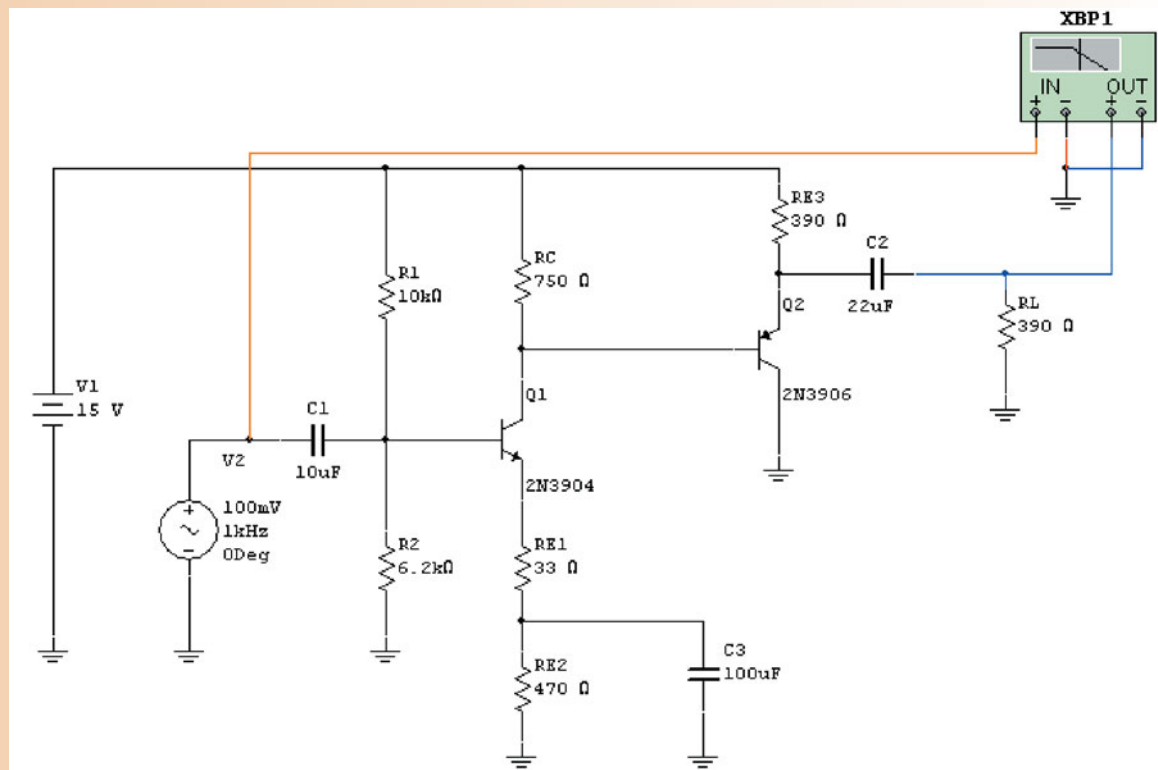 XBP1
IN OUT
+ - + -
RE3
390 Ω
C2
22uF
RC
750 Ω
R1
10kΩ
Q2
RL
390 Ω
2N3906
V1
15 V
Q1
C1
10uF
V2
2N3904
100mV
1kHz
0Deg
+
-
R2
6.2kΩ
RE1
33 Ω
RE2
470 Ω
C3
100uF